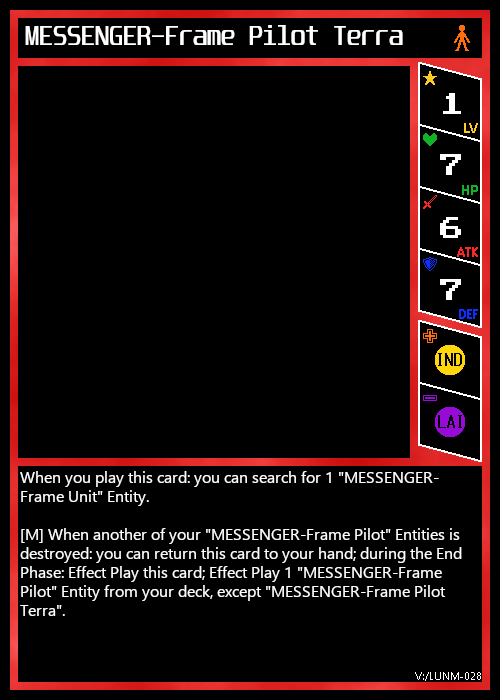 MESSENGER-Frame Pilot Terra
1
LV
7
HP
6
ATK
7
DEF
IND
LAI
When you play this card: you can search for 1 "MESSENGER-
Frame Unit" Entity.
[M] When another of your "MESSENGER-Frame Pilot" Entities is
destroyed: you can return this card to your hand; during the End
Phase: Effect Play this card; Effect Play 1 "MESSENGER-Frame
Pilot" Entity from your deck, except "MESSENGER-Frame Pilot
Terra".
V:/LUNM-028